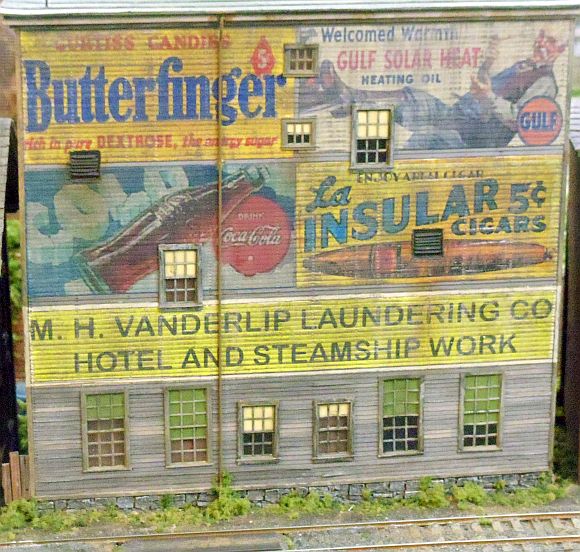 CURTISS CANDIES
5¢
Butterfinger
rich in pure DEXTROSE, the energy sugar
Welcomed Warmth
GULF SOLAR HEAT
HEATING OIL
GULF
DRINK
Coca-Cola
ENJOY A REAL CIGAR
La
INSULAR 5¢
CIGARS
M. H. VANDERLIP LAUNDERING CO
HOTEL AND STEAMSHIP WORK